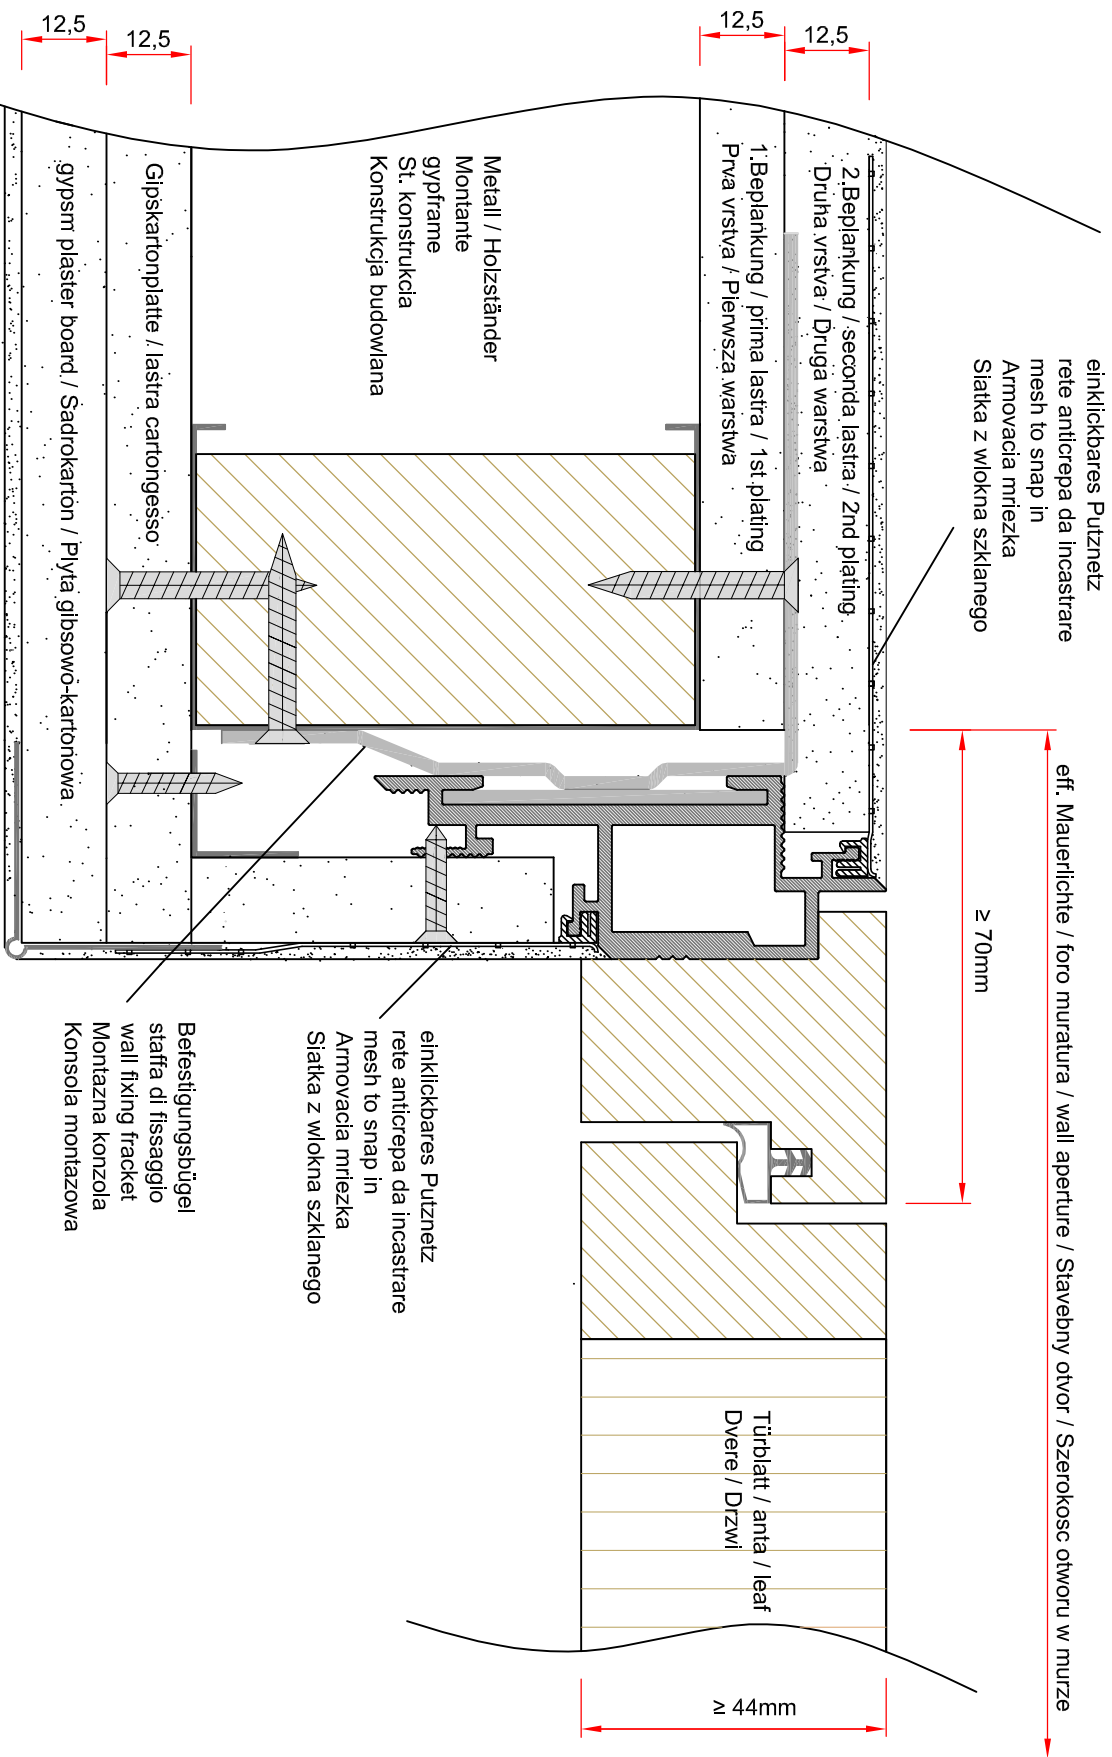 12,5
12,5
12,5
12,5
einklickbares Putznetz
rete anticrepa da incastrare
mesh to snap in
Armovacia mriezka
Siatka z wlokna szklanego
2.Beplankung / seconda lastra / 2nd plating
Druha vrstva / Druga warstwa
1.Beplankung / prima lastra / 1st plating
Prva vrstva / Pierwsza warstwa
Metall / Holzständer
Montante
gypframe
St. konstrukcia
Konstrukcja budowlana
Gipskartonplatte / lastra cartongesso
gypsm plaster board / Sadrokartón / Plyta gibsowo-kartonowa
eff. Mauerlichte / foro muratura / wall aperture / Stavebny otvor / Szerokosc otworu w murze
≥ 70mm
einklickbares Putznetz
rete anticrepa da incastrare
mesh to snap in
Armovacia mriezka
Siatka z wlokna szklanego
Befestigungsbügel
staffa di fissaggio
wall fixing fracket
Montazna konzola
Konsola montazowa
Türblatt / anta / leaf
Dvere / Drzwi
≥ 44mm